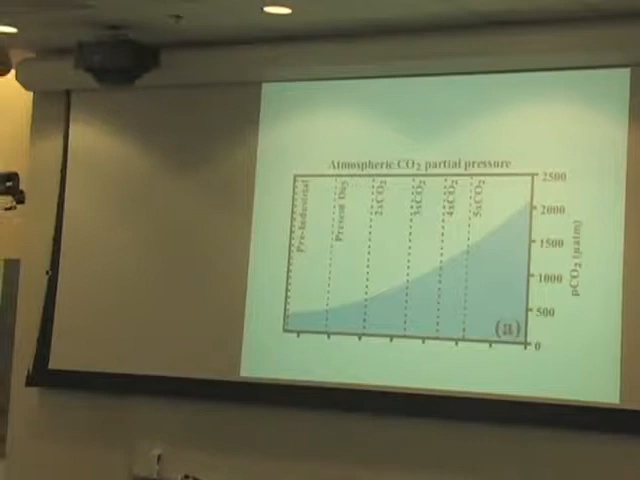 Atmospheric CO2 partial pressure
Pre-Industrial
Present Day
2xCO2
3xCO2
4xCO2
5xCO2
2500
2000
1500
1000
500
0
pCO2 (µatm)
(a)